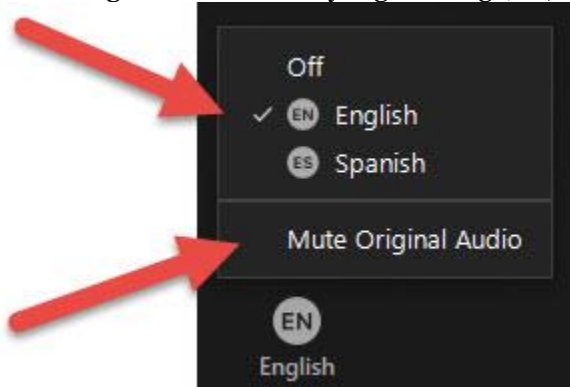 Off
EN English
ES Spanish
Mute Original Audio
EN
English